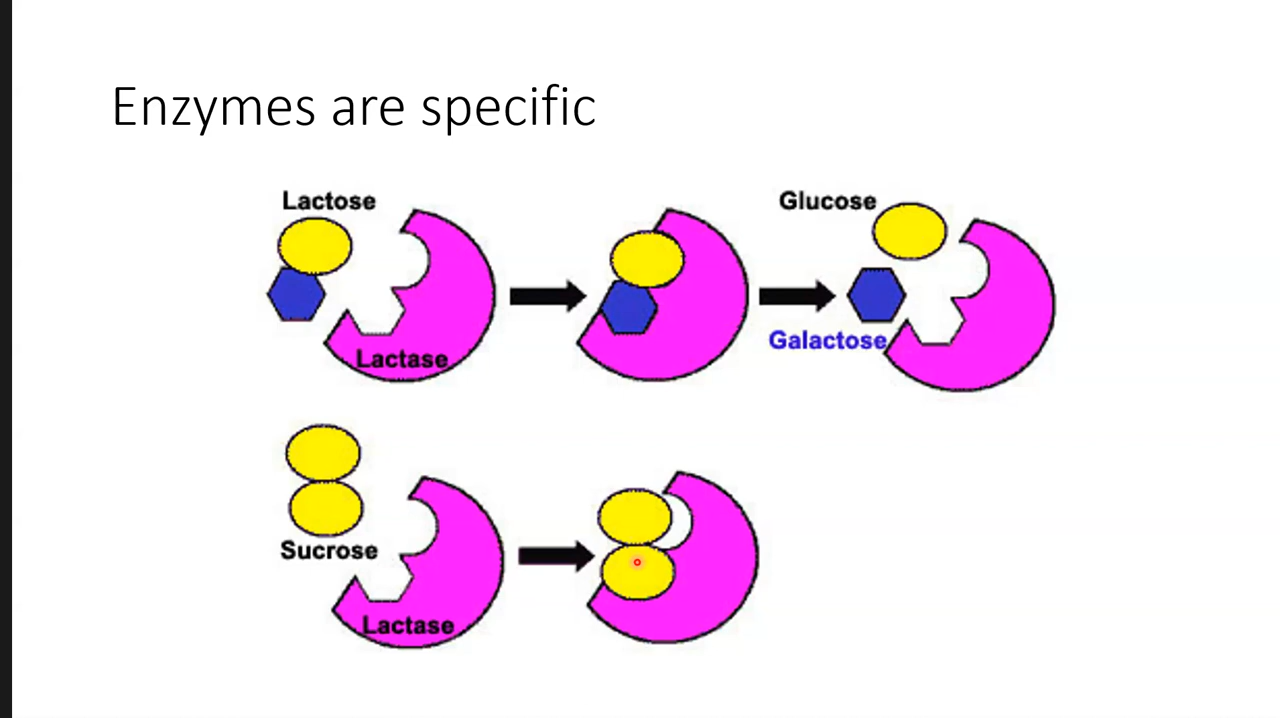 Enzymes are specific
Lactose
Lactase
Glucose
Galactose
Sucrose
Lactase